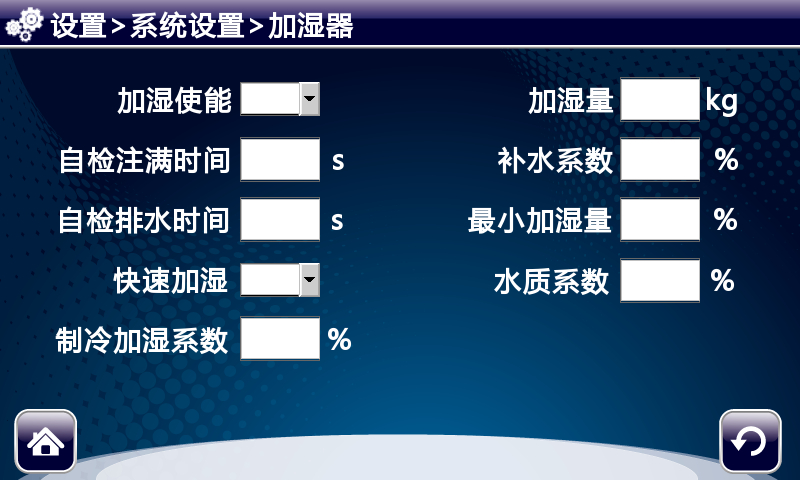 设置>系统设置>加湿器
加湿使能
加湿量 kg
自检注满时间 s
补水系数 %
自检排水时间 s
最小加湿量 %
快速加湿
水质系数 %
制冷加湿系数 %